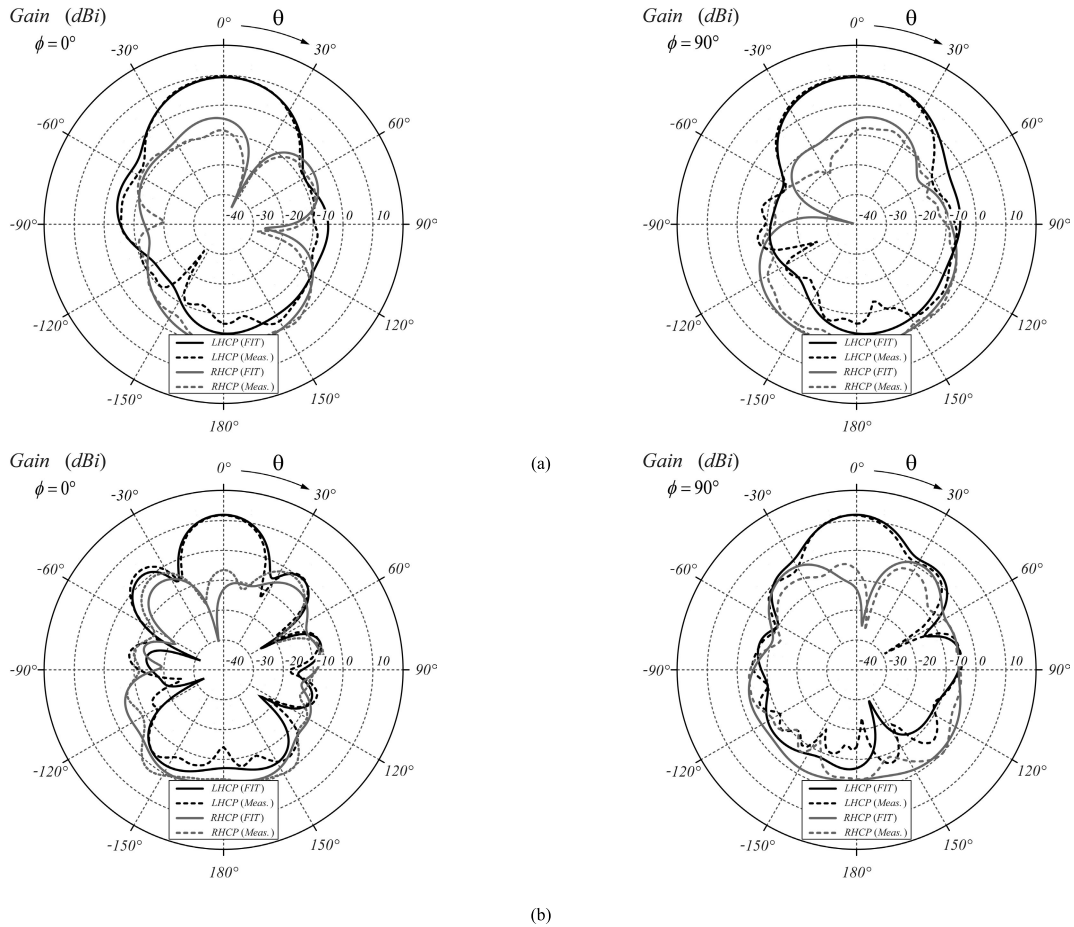 Gain (dBi)
ϕ = 0°
0°
θ
-30°
30°
-60°
60°
-90°
-40 -30 -20 -10 0 10
90°
-120°
120°
-150°
150°
180°
LHCP (FIT)
LHCP (Meas.)
RHCP (FIT)
RHCP (Meas.)
Gain (dBi)
ϕ = 90°
0°
θ
-30°
30°
-60°
60°
-90°
-40 -30 -20 -10 0 10
90°
-120°
120°
-150°
150°
180°
LHCP (FIT)
LHCP (Meas.)
RHCP (FIT)
RHCP (Meas.)
(a)
Gain (dBi)
ϕ = 0°
0°
θ
-30°
30°
-60°
60°
-90°
-40 -30 -20 -10 0 10
90°
-120°
120°
-150°
150°
180°
LHCP (FIT)
LHCP (Meas.)
RHCP (FIT)
RHCP (Meas.)
Gain (dBi)
ϕ = 90°
0°
θ
-30°
30°
-60°
60°
-90°
-40 -30 -20 -10 0 10
90°
-120°
120°
-150°
150°
180°
LHCP (FIT)
LHCP (Meas.)
RHCP (FIT)
RHCP (Meas.)
(b)